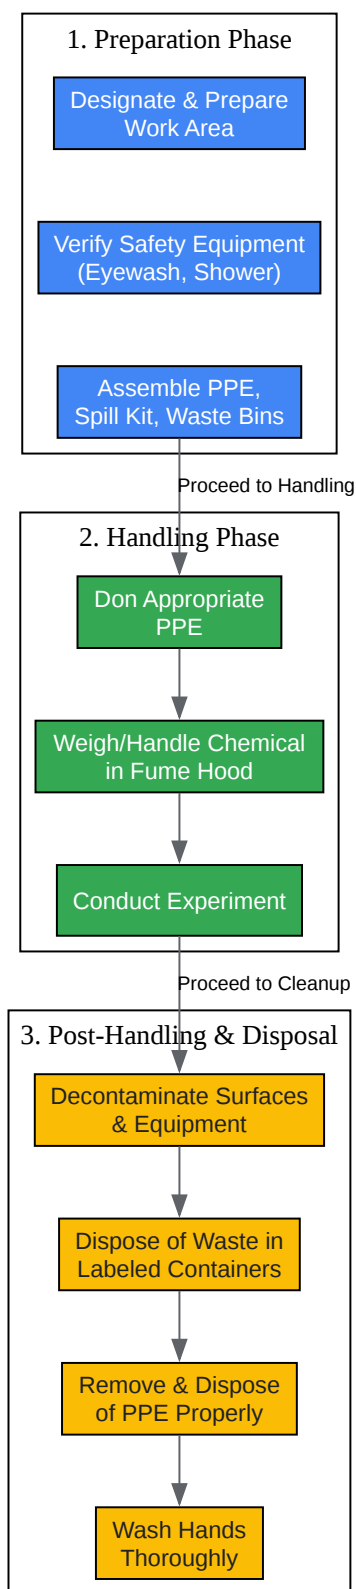 1. Preparation Phase
Designate & Prepare
Work Area
Verify Safety Equipment
(Eyewash, Shower)
Assemble PPE,
Spill Kit, Waste Bins
Proceed to Handling
2. Handling Phase
Don Appropriate
PPE
Weigh/Handle Chemical
in Fume Hood
Conduct Experiment
Proceed to Cleanup
3. Post-Handling & Disposal
Decontaminate Surfaces
& Equipment
Dispose of Waste in
Labeled Containers
Remove & Dispose
of PPE Properly
Wash Hands
Thoroughly